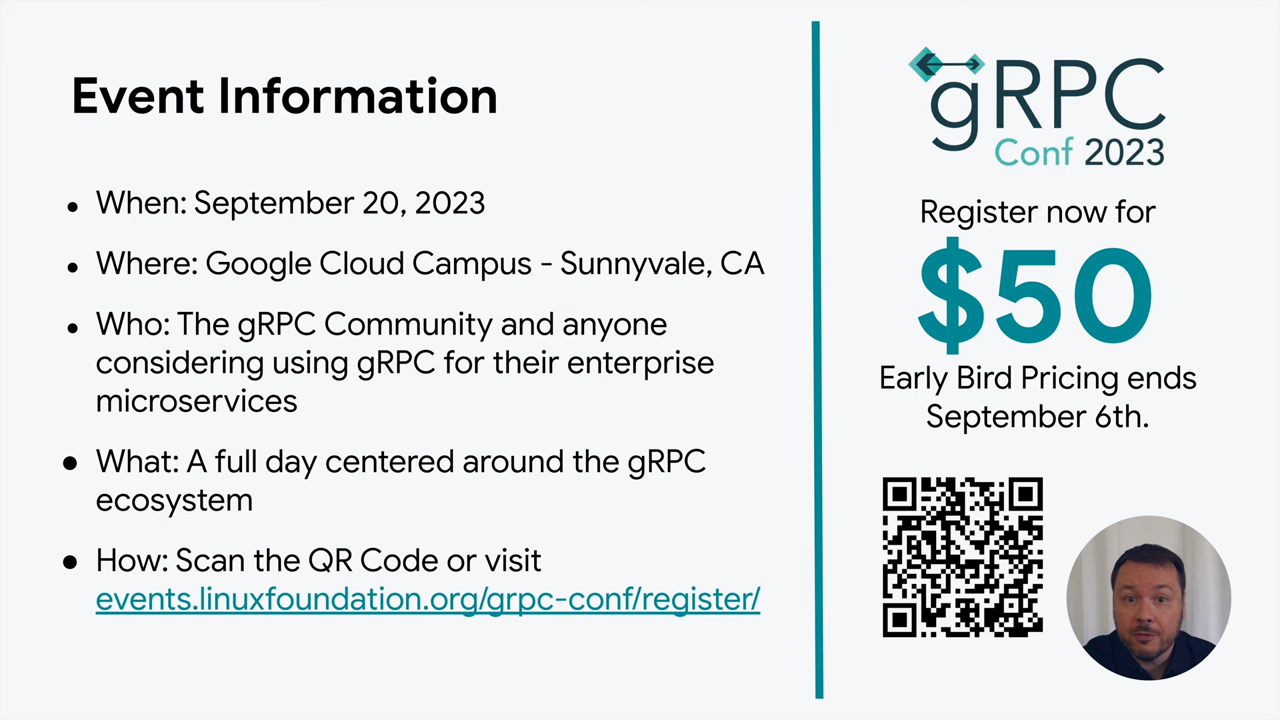 Event Information
• When: September 20, 2023
• Where: Google Cloud Campus - Sunnyvale, CA
• Who: The gRPC Community and anyone
considering using gRPC for their enterprise
microservices
• What: A full day centered around the gRPC
ecosystem
• How: Scan the QR Code or visit
events.linuxfoundation.org/grpc-conf/register/
gRPC
Conf 2023
Register now for
$50
Early Bird Pricing ends
September 6th.